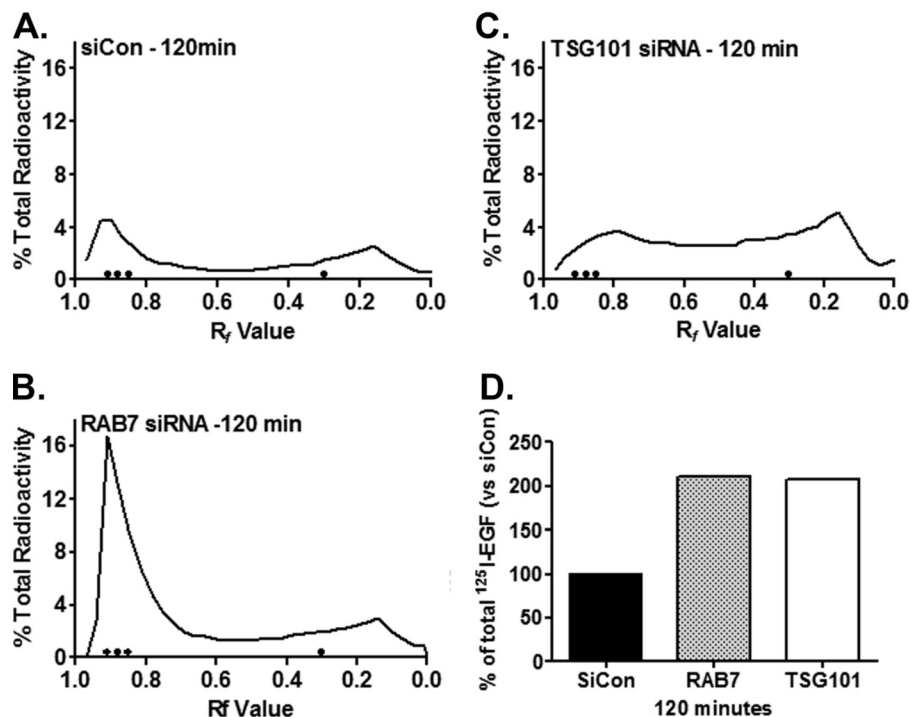 A.
siCon - 120min
% Total Radioactivity
16
12
8
4
0
1.0 0.8 0.6 0.4 0.2 0.0
Rf Value
C.
TSG101 siRNA - 120 min
% Total Radioactivity
16
12
8
4
0
1.0 0.8 0.6 0.4 0.2 0.0
Rf Value
B.
RAB7 siRNA -120 min
% Total Radioactivity
16
12
8
4
0
1.0 0.8 0.6 0.4 0.2 0.0
Rf Value
D.
% of total ¹²⁵I-EGF (vs siCon)
250
200
150
100
50
0
SiCon RAB7 TSG101
120 minutes